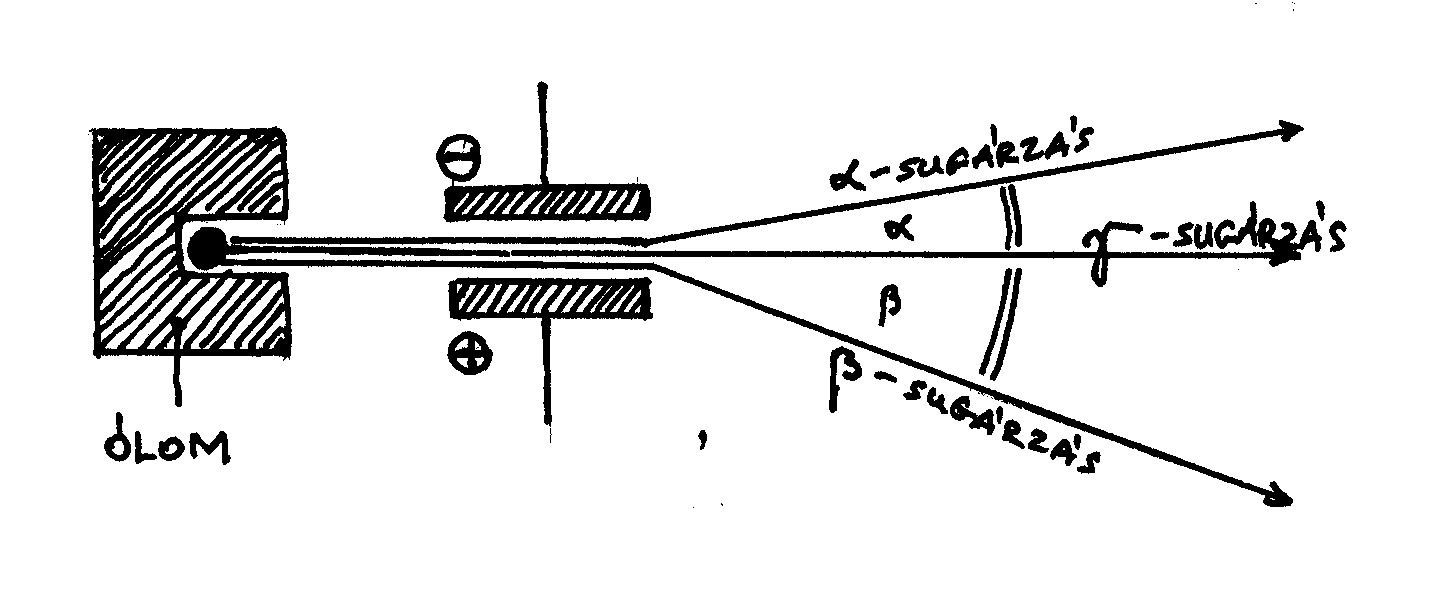 ⊖
α-SUGÁRZÁS
α
γ-SUGÁRZÁS
β
⊕
β-SUGÁRZÁS
ÓLOM